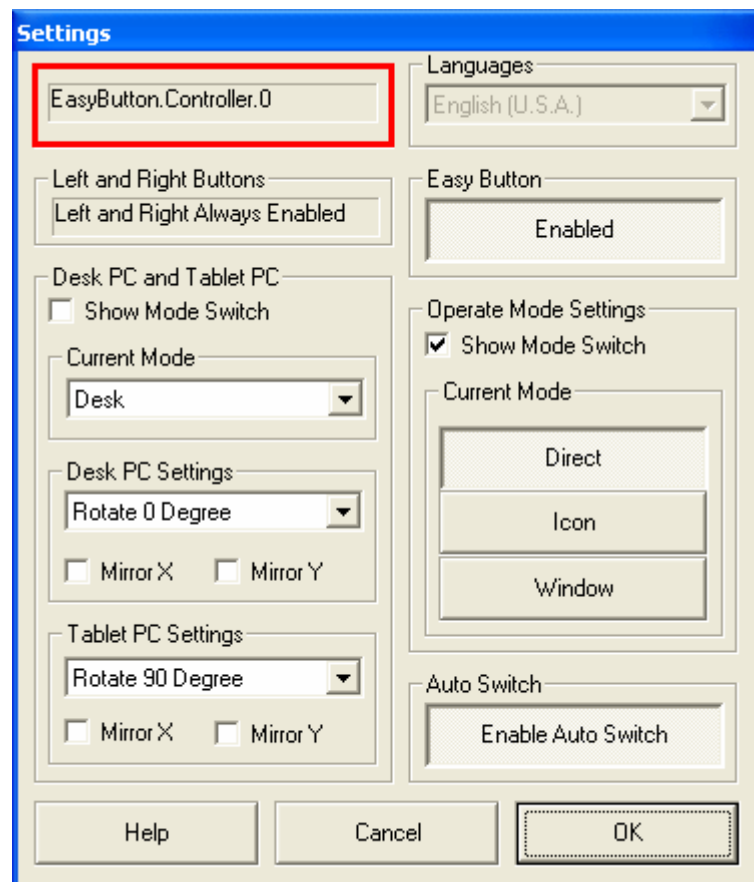 Settings
EasyButton.Controller.0
Languages
English (U.S.A.)
Left and Right Buttons
Left and Right Always Enabled
Easy Button
Enabled
Desk PC and Tablet PC
Show Mode Switch
Current Mode
Desk
Desk PC Settings
Rotate 0 Degree
Mirror X Mirror Y
Tablet PC Settings
Rotate 90 Degree
Mirror X Mirror Y
Operate Mode Settings
Show Mode Switch
Current Mode
Direct
Icon
Window
Auto Switch
Enable Auto Switch
Help Cancel OK